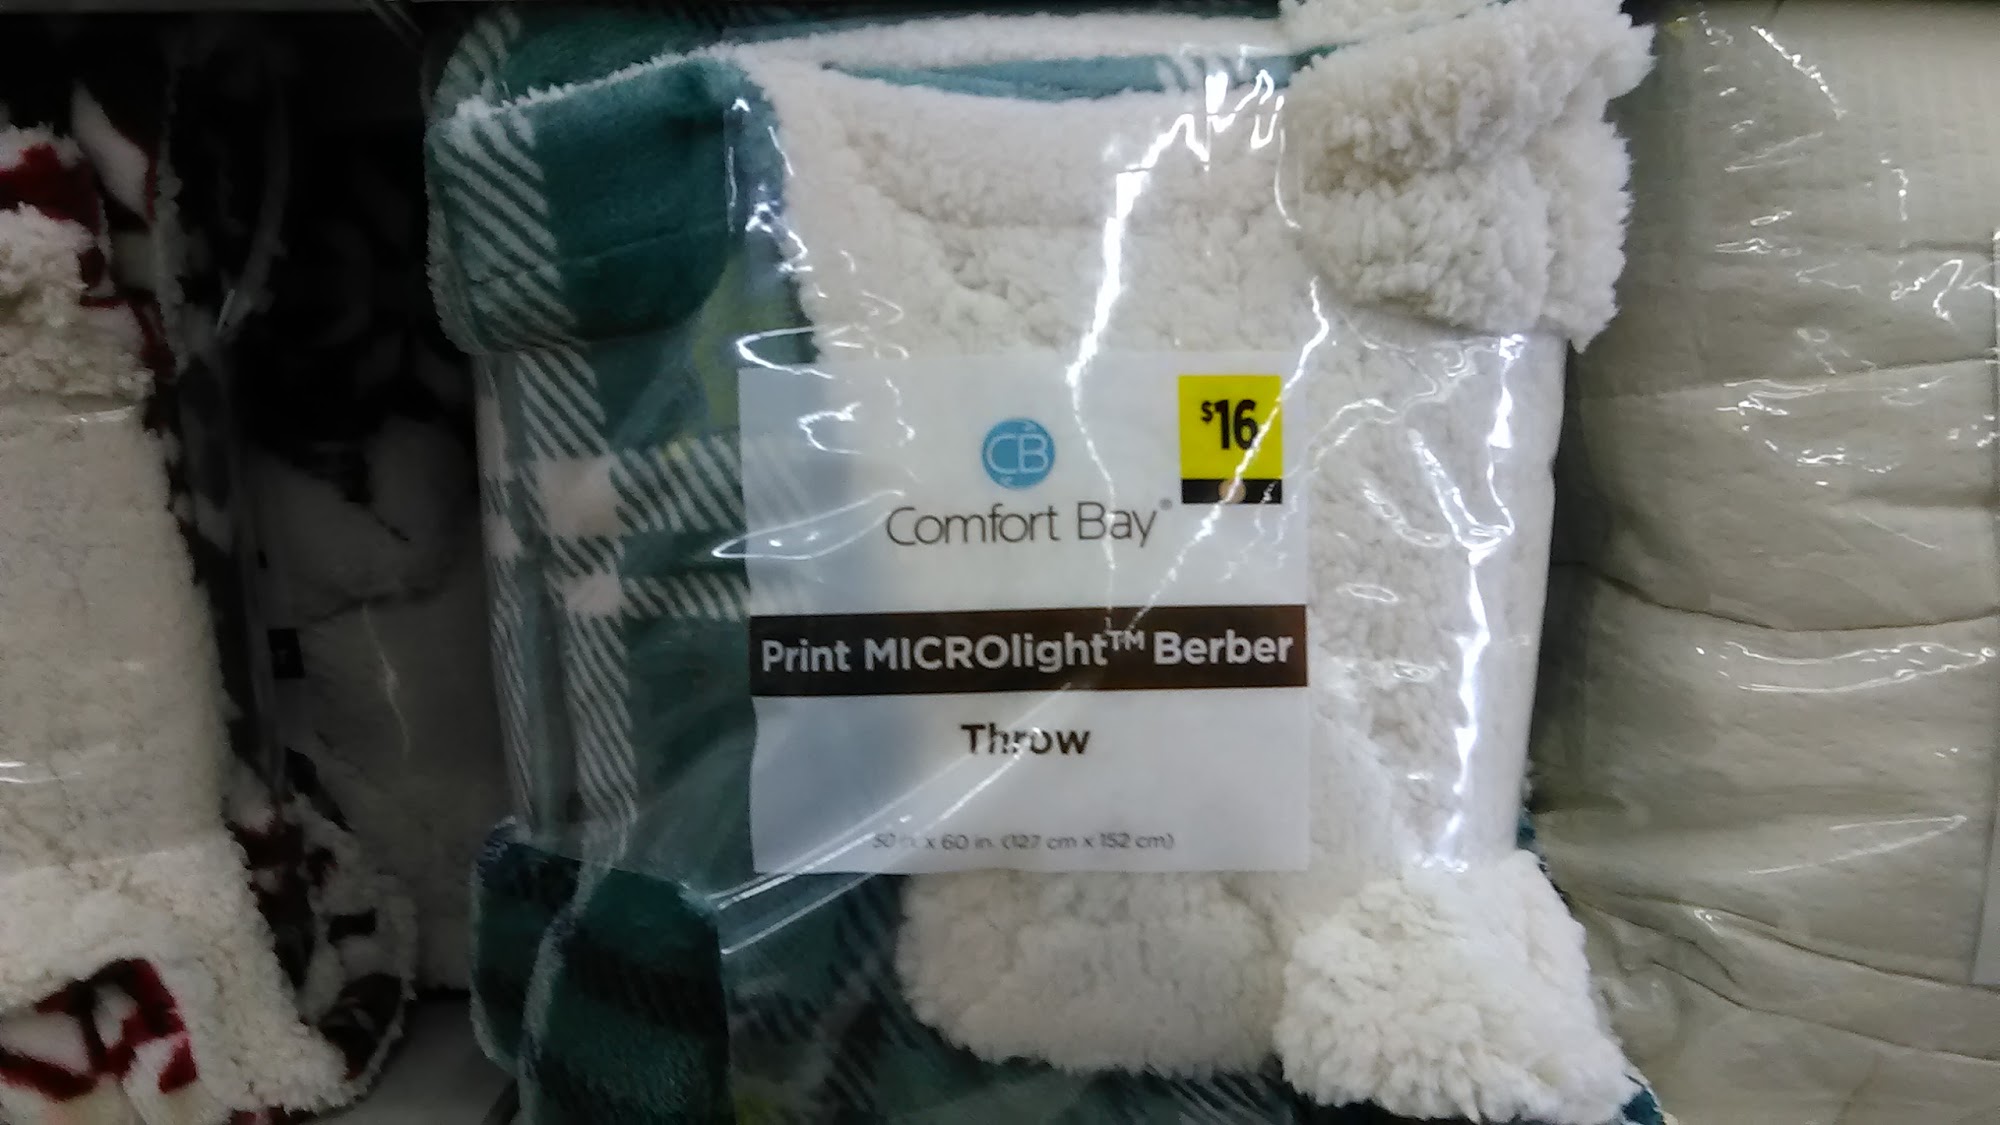 $16
CB
Comfort Bay®
Print MICROlight™ Berber
Throw
50 in. x 60 in. (127 cm x 152 cm)